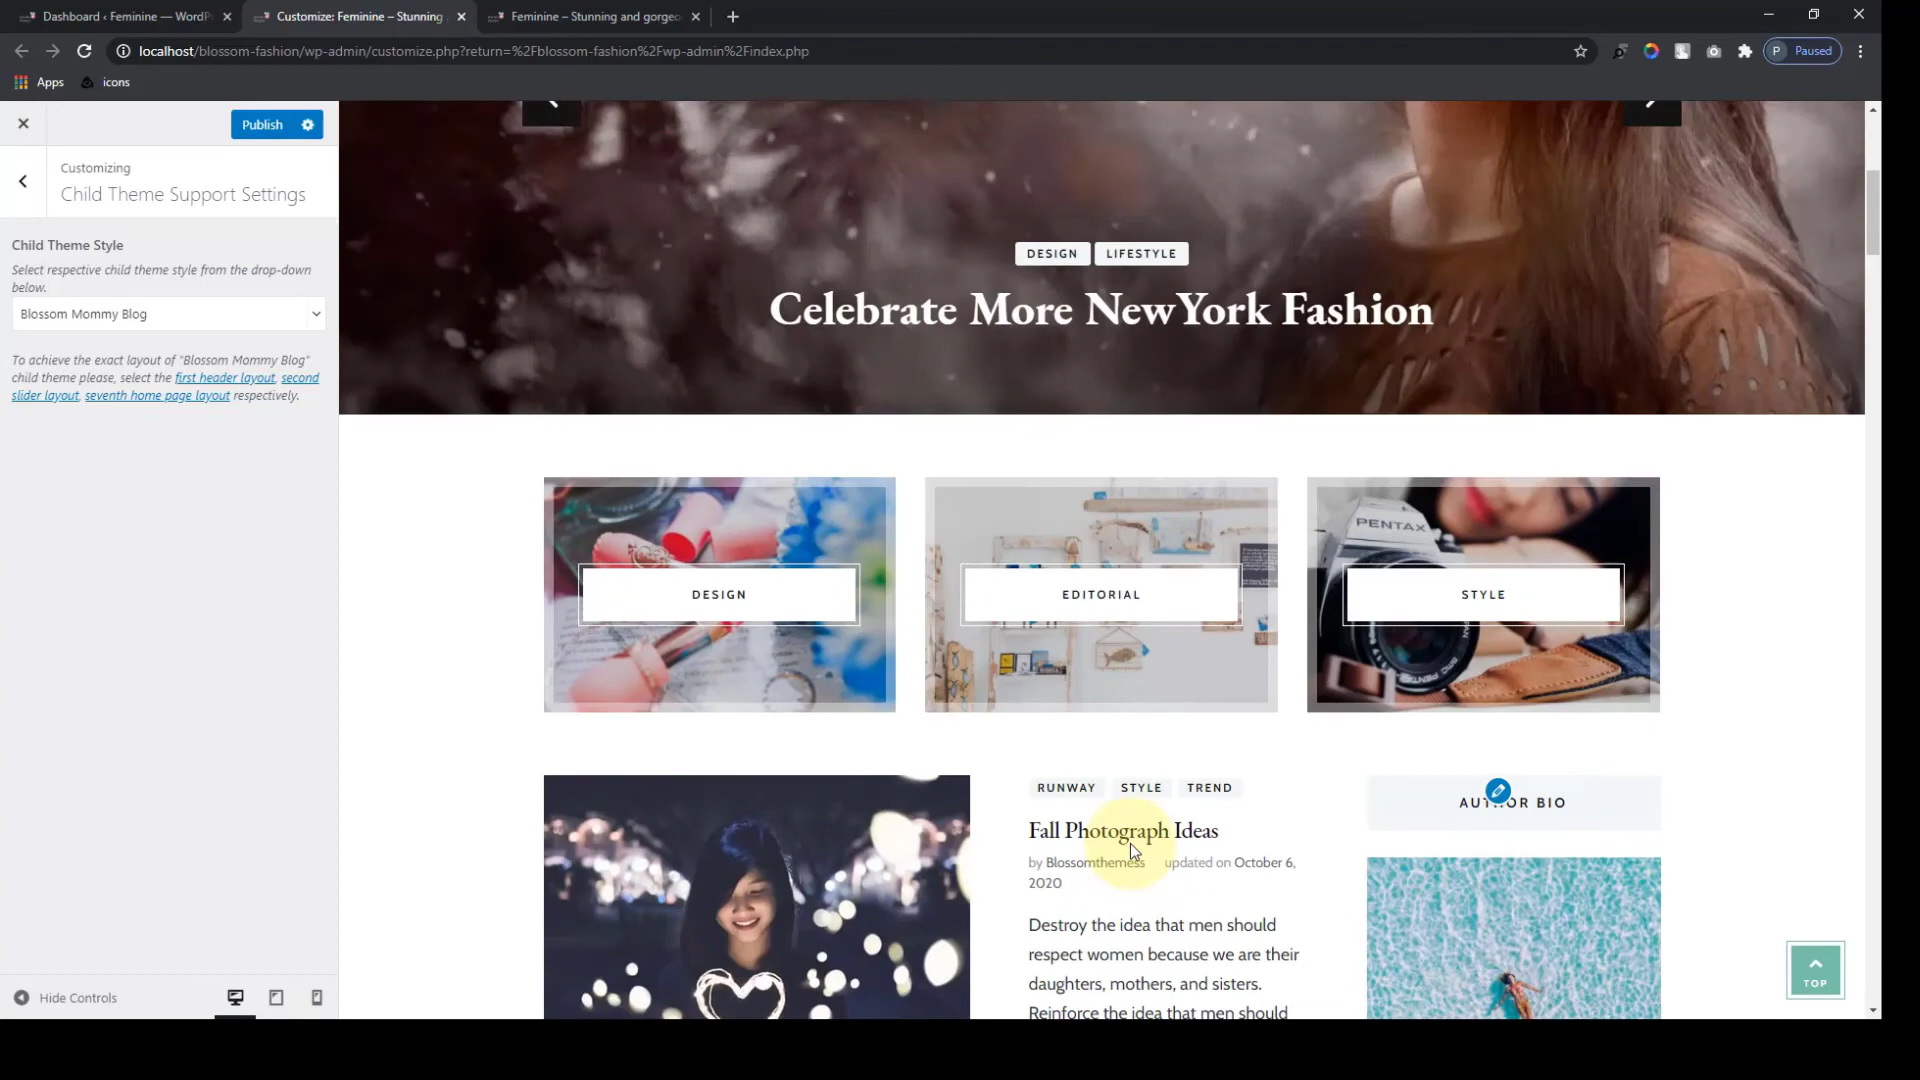 Dashboard ‹ Feminine — WordP
Customize: Feminine – Stunning
Feminine – Stunning and gorgeo
localhost/blossom-fashion/wp-admin/customize.php?return=%2Fblossom-fashion%2Fwp-admin%2Findex.php
P Paused
Apps
icons
Publish
Customizing
Child Theme Support Settings
Child Theme Style
Select respective child theme style from the drop-down
below.
Blossom Mommy Blog
To achieve the exact layout of "Blossom Mommy Blog"
child theme please, select the first header layout, second
slider layout, seventh home page layout respectively.
Hide Controls
DESIGN LIFESTYLE
Celebrate More NewYork Fashion
DESIGN
EDITORIAL
PENTAX
STYLE
RUNWAY STYLE TREND
Fall Photograph Ideas
by Blossomthemess updated on October 6,
2020
Destroy the idea that men should
respect women because we are their
daughters, mothers, and sisters.
Reinforce the idea that men should
AUTHOR BIO
TOP